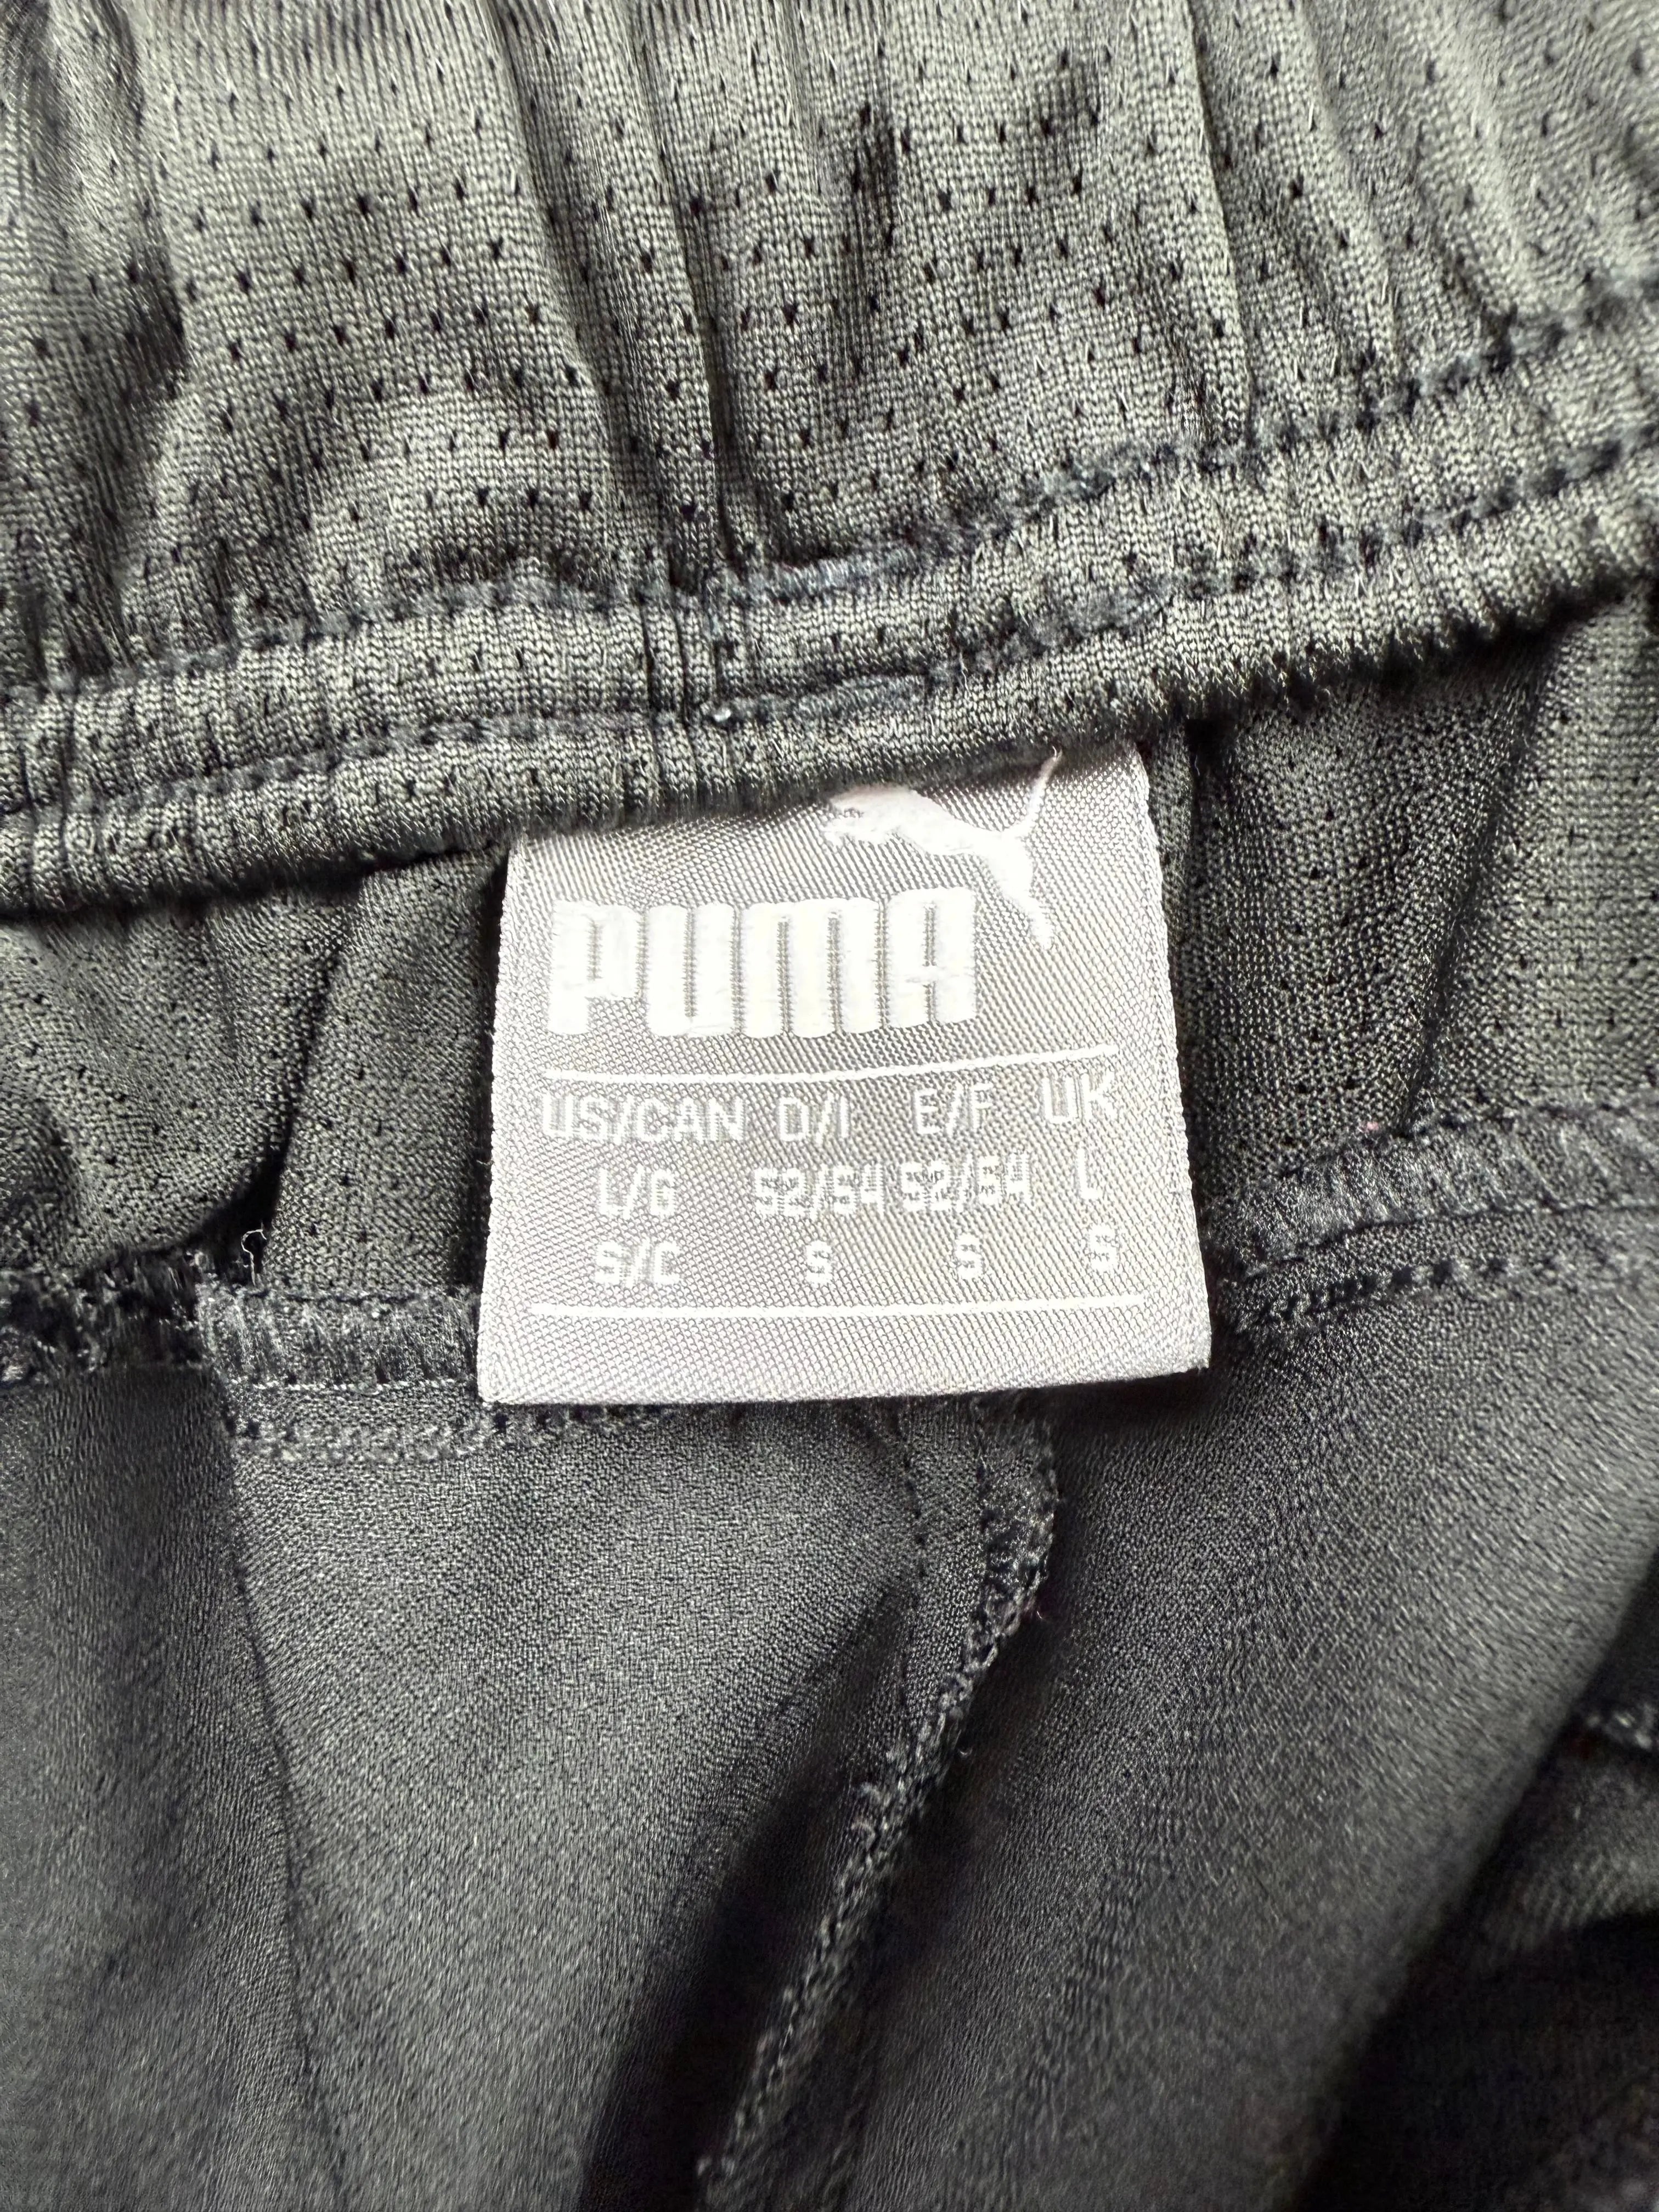 PUMA
US/CAN D/I E/F UK
L/G 52/54 52/54 L
S/C S S S